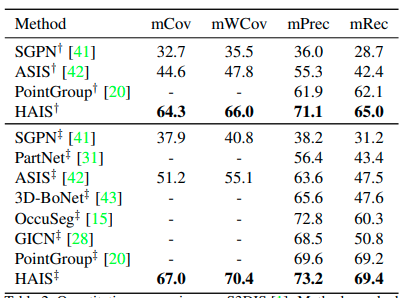 Method mCov mWCov mPrec mRec
SGPN† [41] 32.7 35.5 36.0 28.7
ASIS† [42] 44.6 47.8 55.3 42.4
PointGroup† [20] - - 61.9 62.1
HAIS† 64.3 66.0 71.1 65.0
SGPN‡ [41] 37.9 40.8 38.2 31.2
PartNet‡ [31] - - 56.4 43.4
ASIS‡ [42] 51.2 55.1 63.6 47.5
3D-BoNet‡ [43] - - 65.6 47.6
OccuSeg‡ [15] - - 72.8 60.3
GICN‡ [28] - - 68.5 50.8
PointGroup‡ [20] - - 69.6 69.2
HAIS‡ 67.0 70.4 73.2 69.4